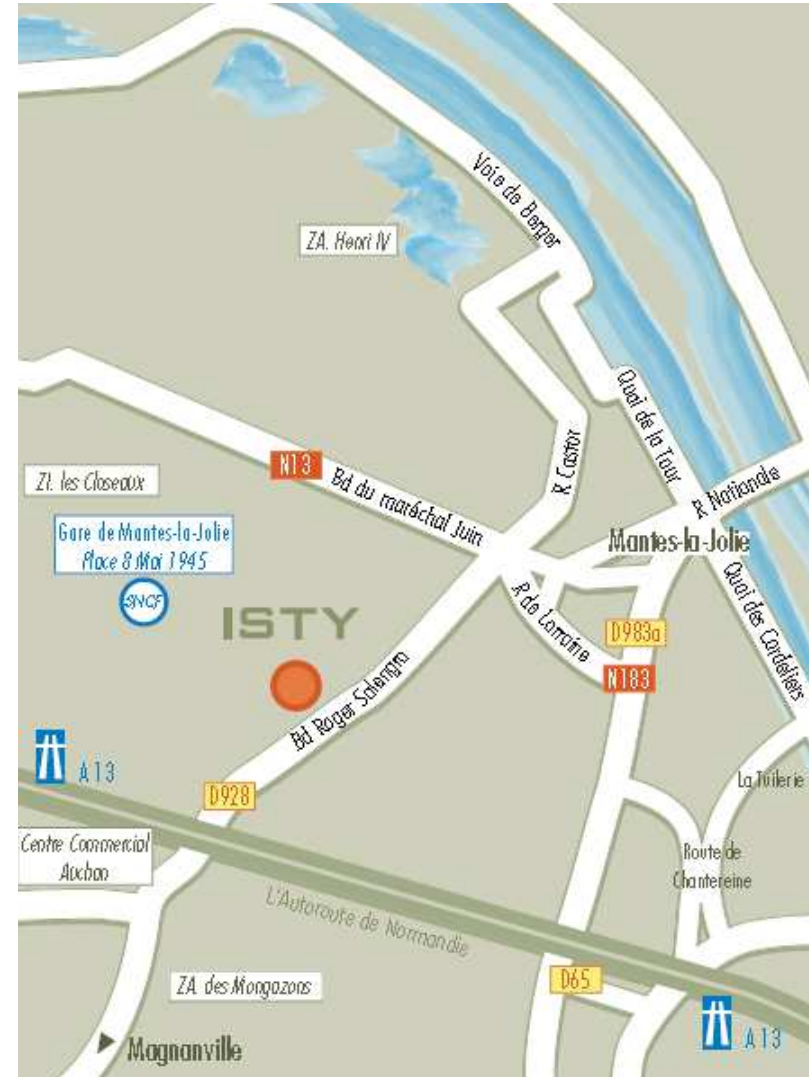 Voie de Berger
ZA. Henri IV
Quai de la Tour
N13
Bd du maréchal Juin
R. Castor
R. Nationale
ZI. les Closeaux
Gare de Mantes-la-Jolie
Place 8 Mai 1945
SNCF
Mantes-la-Jolie
Quai des Cordeliers
ISTY
R de Lorraine
D983a
N183
Bd Roger Salengro
A13
D928
La Tuilerie
Centre Commercial
Auchan
Route de
Chantereine
L'Autoroute de Normandie
ZA. des Mongazons
D65
Magnanville
A13